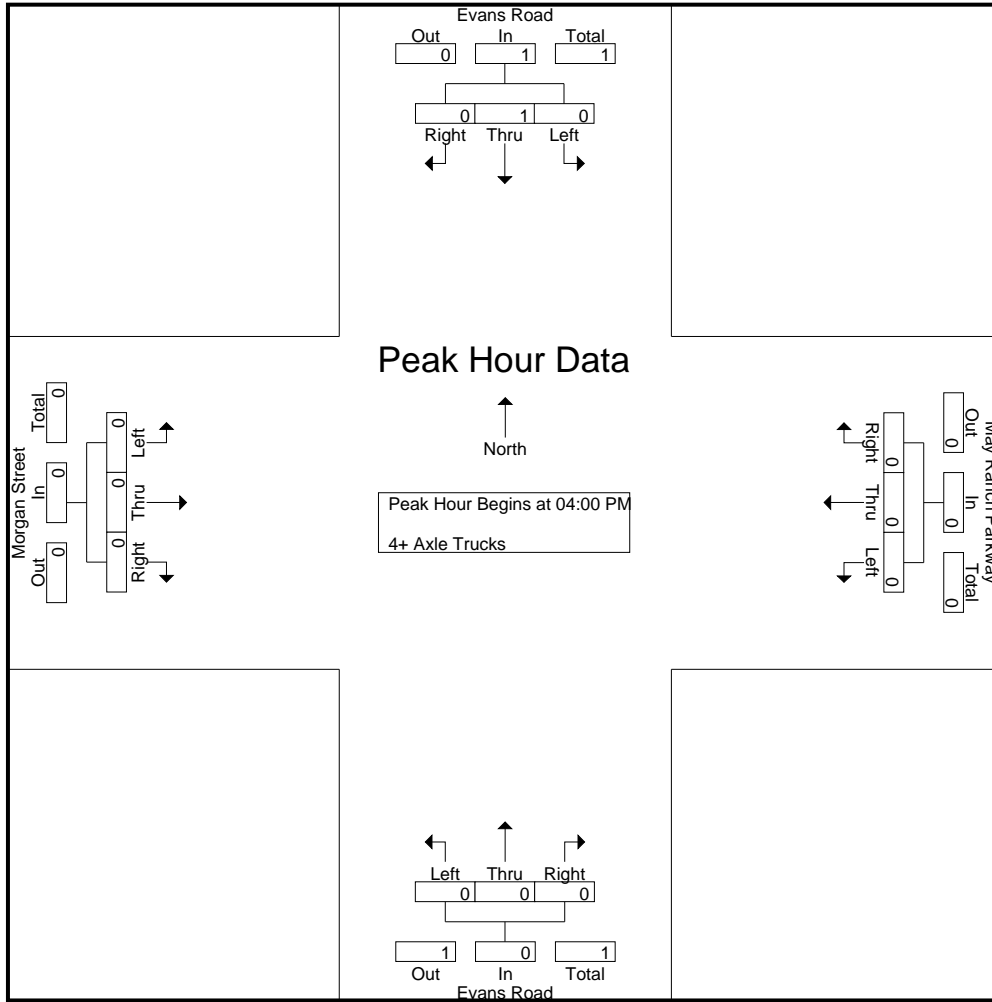 Evans Road
Out In Total
0 1 1
0 1 0
Right Thru Left
Peak Hour Data
North
Peak Hour Begins at 04:00 PM
4+ Axle Trucks
Morgan Street
Total In Out
0 0 0
0 0 0
Left Thru Right
May Ranch Parkway
Out In Total
0 0 0
Right Thru Left
0 0 0
Left Thru Right
0 0 0
1 0 1
Out In Total
Evans Road